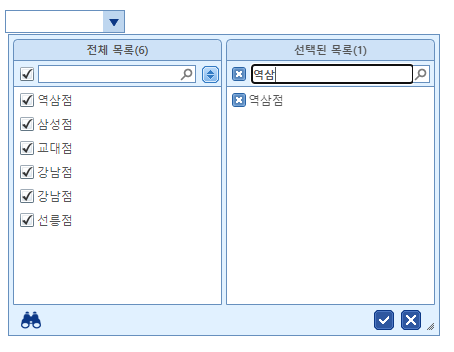 전체 목록(6)
선택된 목록(1)
역삼
역삼점
삼성점
교대점
강남점
강남점
선릉점
역삼점